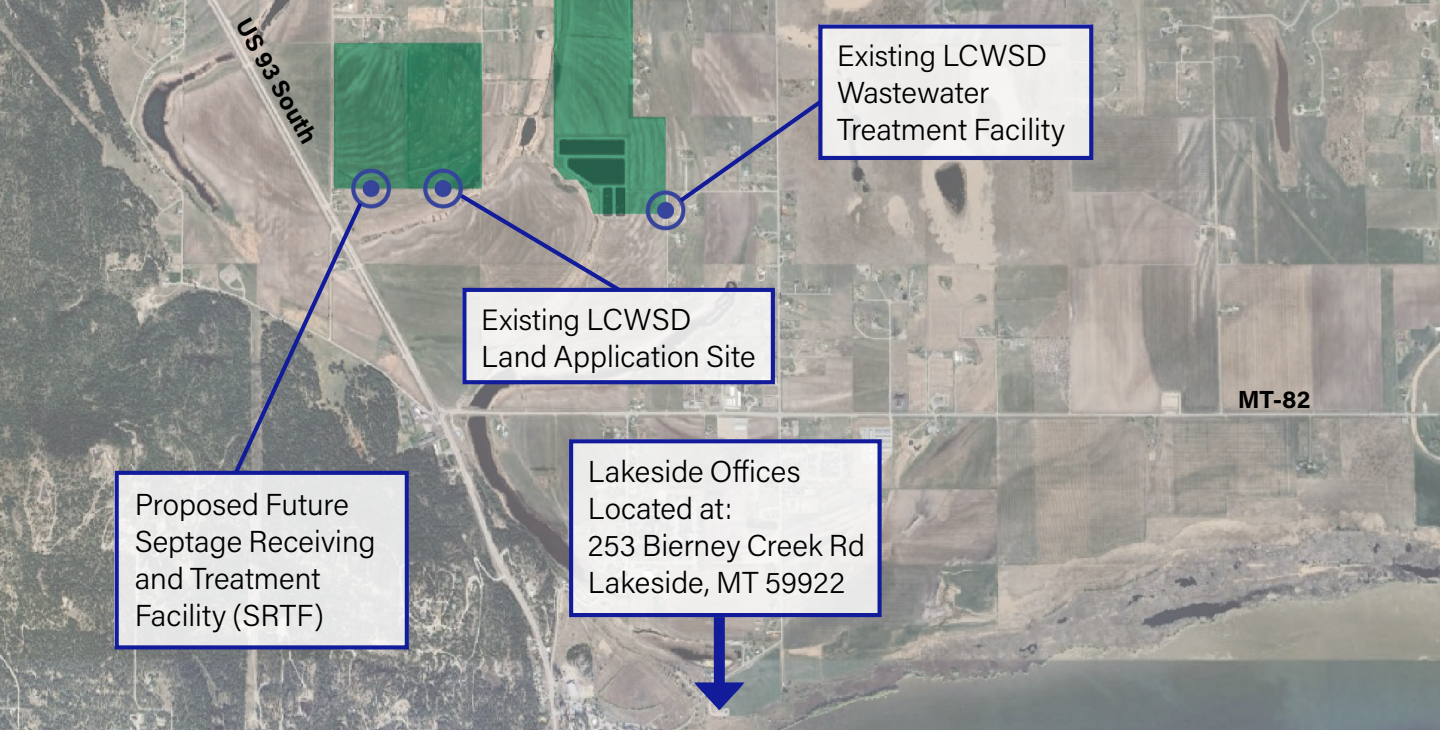 US 93 South
Existing LCWSD
Wastewater
Treatment Facility
Existing LCWSD
Land Application Site
MT-82
Lakeside Offices
Located at:
253 Bierney Creek Rd
Lakeside, MT 59922
Proposed Future
Septage Receiving
and Treatment
Facility (SRTF)